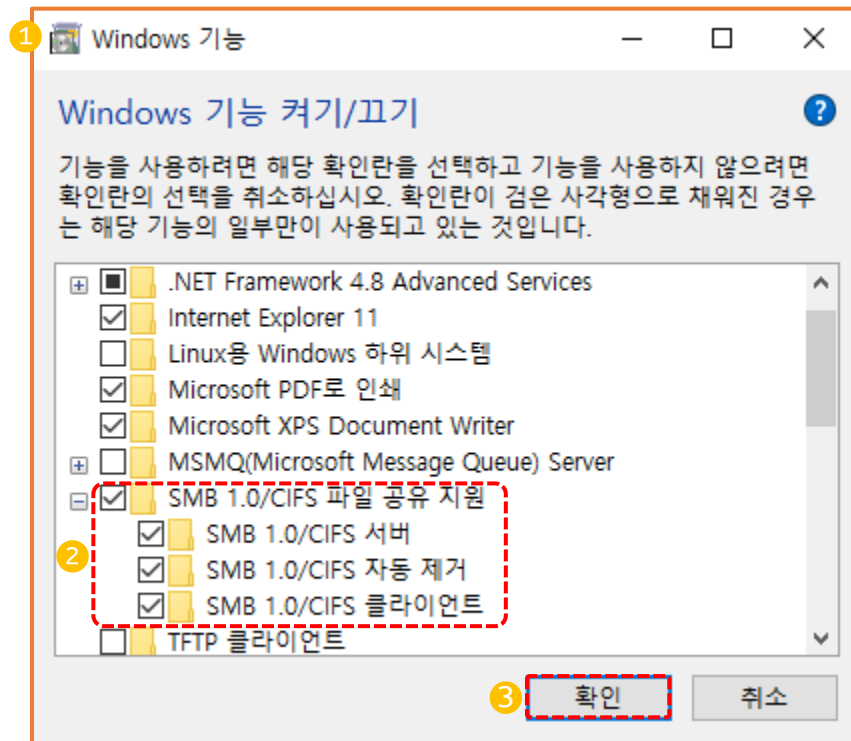 1
Windows 기능
Windows 기능 켜기/끄기
?
기능을 사용하려면 해당 확인란을 선택하고 기능을 사용하지 않으려면
확인란의 선택을 취소하십시오. 확인란이 검은 사각형으로 채워진 경우
는 해당 기능의 일부만이 사용되고 있는 것입니다.
.NET Framework 4.8 Advanced Services
Internet Explorer 11
Linux용 Windows 하위 시스템
Microsoft PDF로 인쇄
Microsoft XPS Document Writer
MSMQ(Microsoft Message Queue) Server
SMB 1.0/CIFS 파일 공유 지원
SMB 1.0/CIFS 서버
2
SMB 1.0/CIFS 자동 제거
SMB 1.0/CIFS 클라이언트
TFTP 클라이언트
3 확인 취소